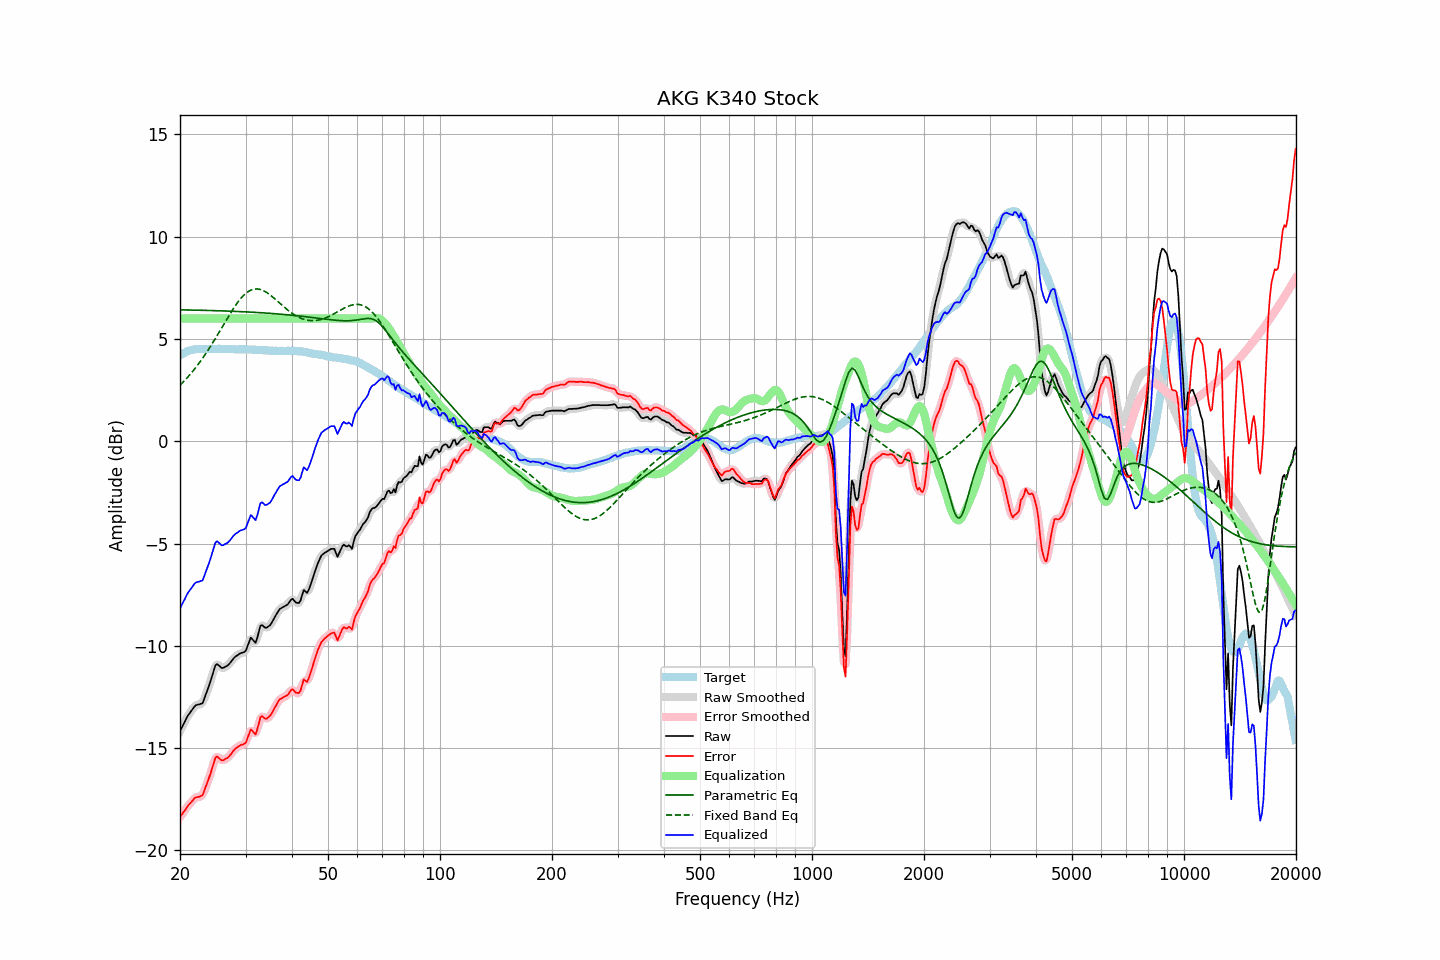 AKG K340 Stock
Amplitude (dBr)
15
10
5
0
−5
−10
−15
−20
Target
Raw Smoothed
Error Smoothed
Raw
Error
Equalization
Parametric Eq
Fixed Band Eq
Equalized
20 50 100 200 500 1000 2000 5000 10000 20000
Frequency (Hz)